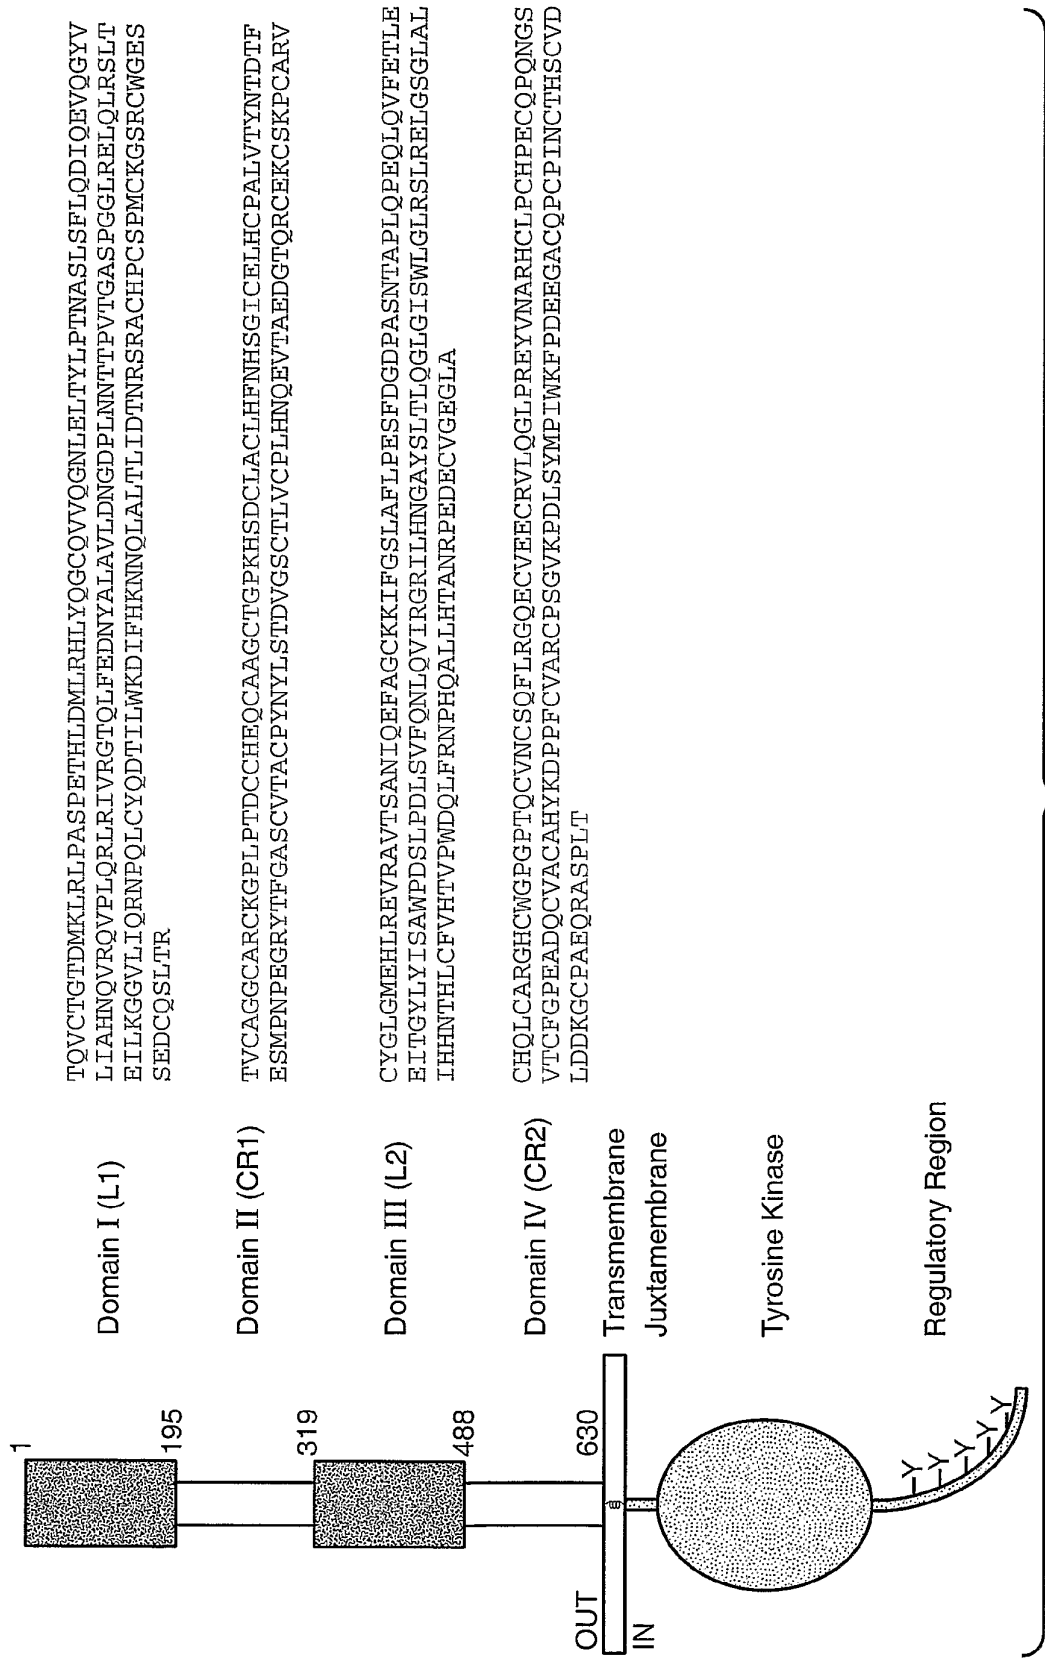 1
195
319
488
630
OUT
IN
Domain I (L1)
TQVCTGTDMKLRLPASPETHLDMLRHLYQGCQVVQGNLELTYLPTNASLSFLQDIQEVQGYV
LIAHNQVRQVPLQRLRIVRGTQLFEDNYALAVLDNGDPLNNTTPVTGASPGGLRELQLRSLT
EILKGGVLIQRNPQLCYQDTILWKDIFHKNNQLALTLIDTNRSRACHPCSPMCKGSRCWGES
SEDCQSLTR
Domain II (CR1)
TVCAGGCARCKGPLPTDCCHEQCAAGCTGPKHSDCLACLHFNHSGICELHCPALVTYNTDTF
ESMPNPEGRYTFGASCVTACPYNYLSTDVGSCTLVCPLHNQEVTAEDGTQRCEKCSKPCARV
Domain III (L2)
CYGLGMEHLREVRAVTSANIQEFAGCKKIFGSLAFLPESFDGDPASNTAPLQPEQLQVFETLE
EITGYLYISAWPDSLPDLSVFQNLQVIRGRILHNGAYSLTLQGLGISWLGLRSLRELGSGLAL
IHHNTHLCFVHTVPWDQLFRNPHQALLHTANRPEDECVGEGLA
Domain IV (CR2)
CHQLCARGHCWGPGPTQCVNCSQFLRGQECVEECRVLQGLPREYVNARHCLPCHPECQPQNGS
VTCFGPEADQCVACAHYKDPPFCVARCPSGVKPDLSYMPIWKFPDEEGACQPCPINCTHSCVD
LDDKGCPAEQRASPLT
Transmembrane
Juxtamembrane
Tyrosine Kinase
Regulatory Region
Y
Y
Y
Y
Y